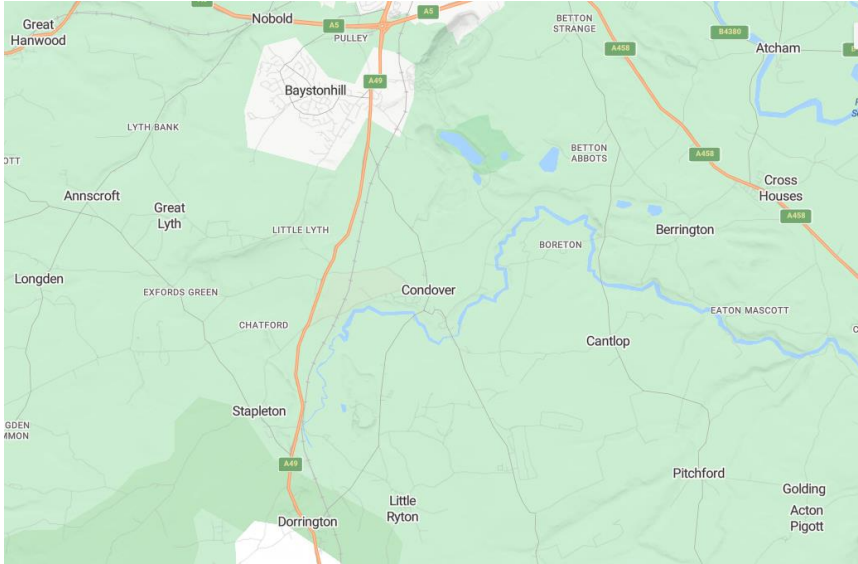 Great
Hanwood
Nobold
A5
A5
PULLEY
BETTON
STRANGE
A458
B4380
Atcham
A49
Baystonhill
LYTH BANK
BETTON
ABBOTS
A458
Cross
Houses
A458
Annscroft
Great
Lyth
LITTLE LYTH
Berrington
BORETON
Longden
EXFORDS GREEN
Condover
EATON MASCOTT
CHATFORD
Cantlop
Stapleton
A49
Pitchford
Little
Ryton
Golding
Acton
Pigott
Dorrington